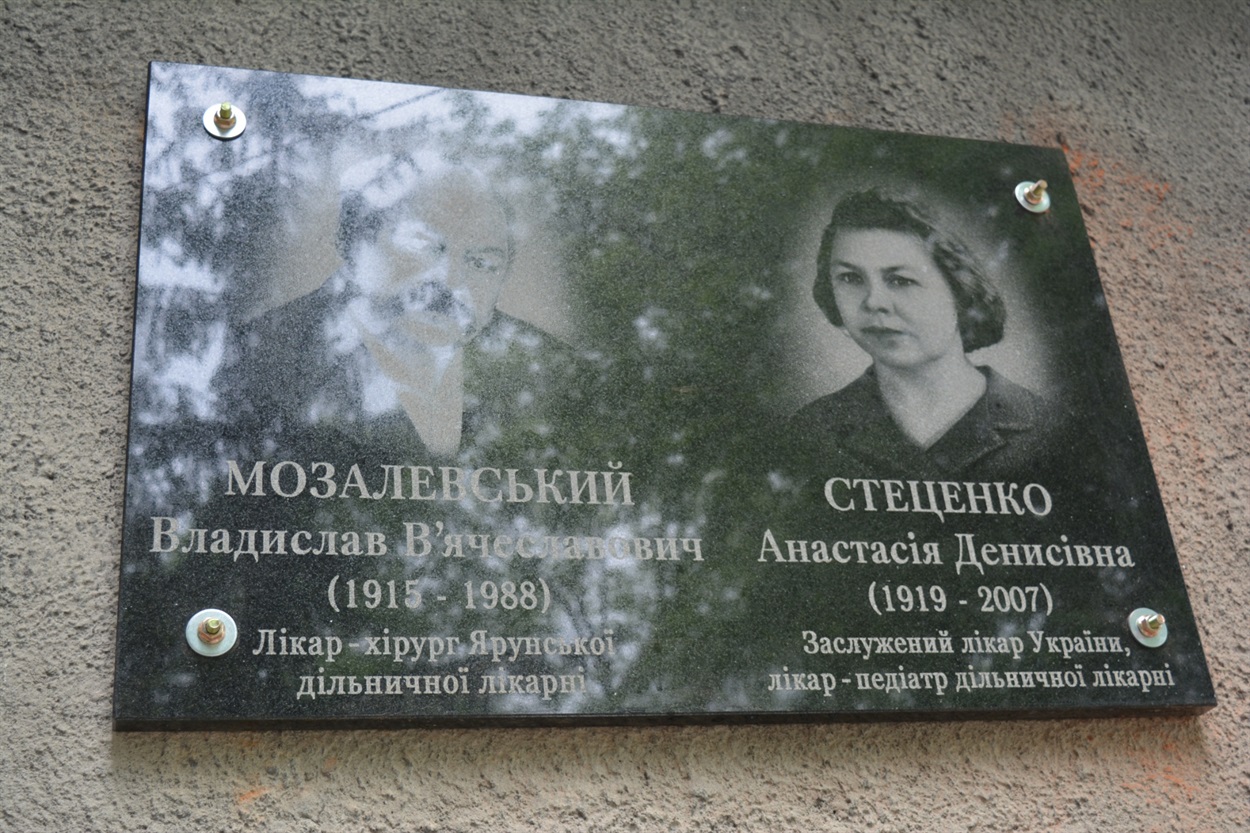 МОЗАЛЕВСЬКИЙ
Владислав В’ячеславович
(1915 - 1988)
Лікар - хірург Ярунської
дільничної лікарні
СТЕЦЕНКО
Анастасія Денисівна
(1919 - 2007)
Заслужений лікар України,
лікар - педіатр дільничної лікарні